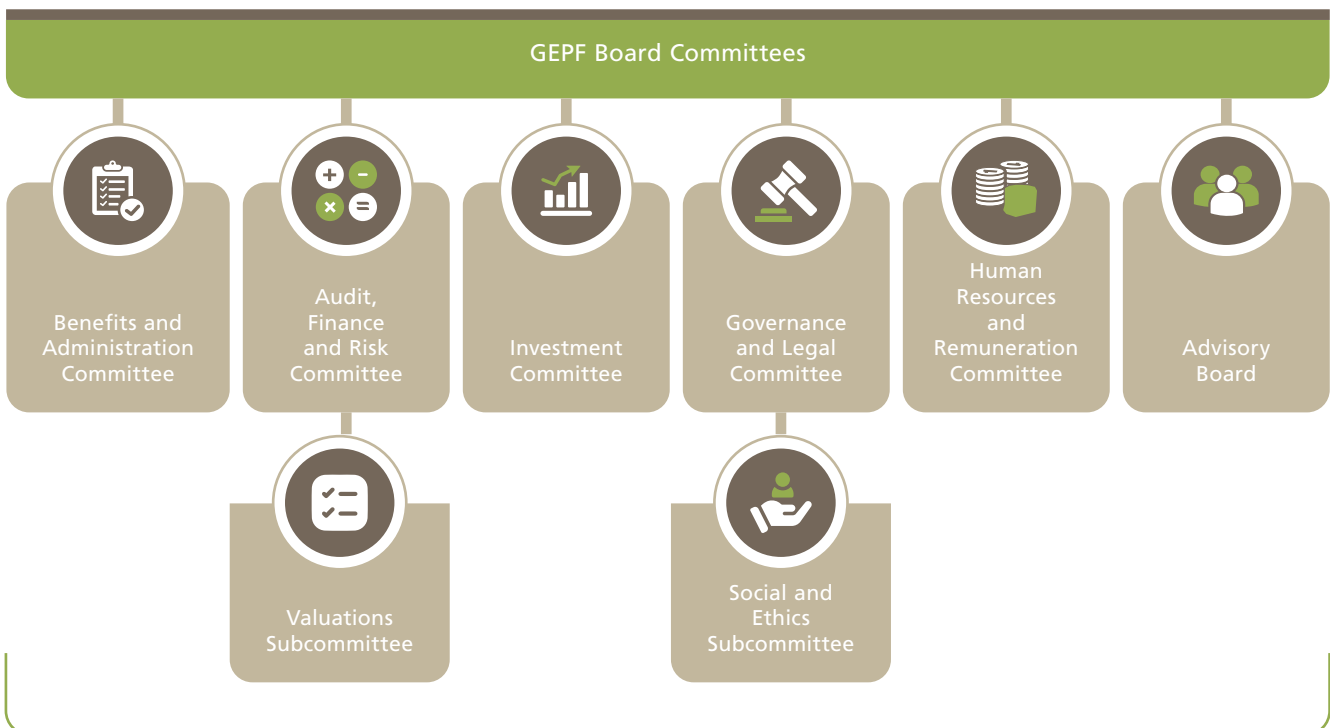 GEPF Board Committees
Benefits and
Administration
Committee
Audit,
Finance
and Risk
Committee
Investment
Committee
Governance
and Legal
Committee
Human
Resources
and
Remuneration
Committee
Advisory
Board
Valuations
Subcommittee
Social and
Ethics
Subcommittee